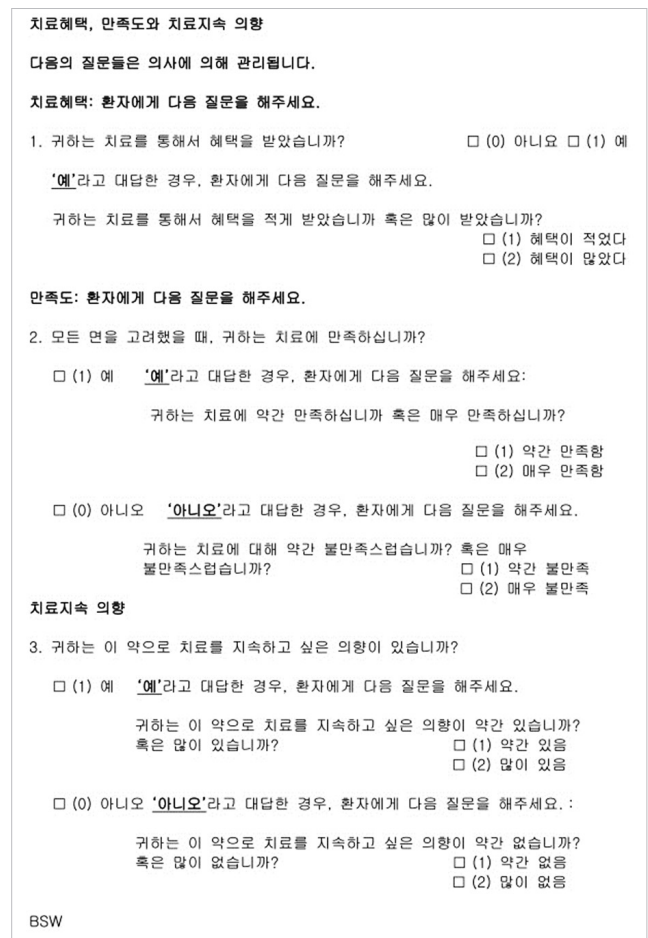 치료혜택, 만족도와 치료지속 의향
다음의 질문들은 의사에 의해 관리됩니다.
치료혜택: 환자에게 다음 질문을 해주세요.
1. 귀하는 치료를 통해서 혜택을 받았습니까? □ (0) 아니요 □ (1) 예
‘예’라고 대답한 경우, 환자에게 다음 질문을 해주세요.
귀하는 치료를 통해서 혜택을 적게 받았습니까 혹은 많이 받았습니까?
□ (1) 혜택이 적었다
□ (2) 혜택이 많았다
만족도: 환자에게 다음 질문을 해주세요.
2. 모든 면을 고려했을 때, 귀하는 치료에 만족하십니까?
□ (1) 예 ‘예’라고 대답한 경우, 환자에게 다음 질문을 해주세요:
귀하는 치료에 약간 만족하십니까 혹은 매우 만족하십니까?
□ (1) 약간 만족함
□ (2) 매우 만족함
□ (0) 아니오 ‘아니오’라고 대답한 경우, 환자에게 다음 질문을 해주세요.
귀하는 치료에 대해 약간 불만족스럽습니까? 혹은 매우
불만족스럽습니까? □ (1) 약간 불만족
□ (2) 매우 불만족
치료지속 의향
3. 귀하는 이 약으로 치료를 지속하고 싶은 의향이 있습니까?
□ (1) 예 ‘예’라고 대답한 경우, 환자에게 다음 질문을 해주세요.
귀하는 이 약으로 치료를 지속하고 싶은 의향이 약간 있습니까?
혹은 많이 있습니까? □ (1) 약간 있음
□ (2) 많이 있음
□ (0) 아니오 ‘아니오’라고 대답한 경우, 환자에게 다음 질문을 해주세요. :
귀하는 이 약으로 치료를 지속하고 싶은 의향이 약간 없습니까?
혹은 많이 없습니까? □ (1) 약간 없음
□ (2) 많이 없음
BSW